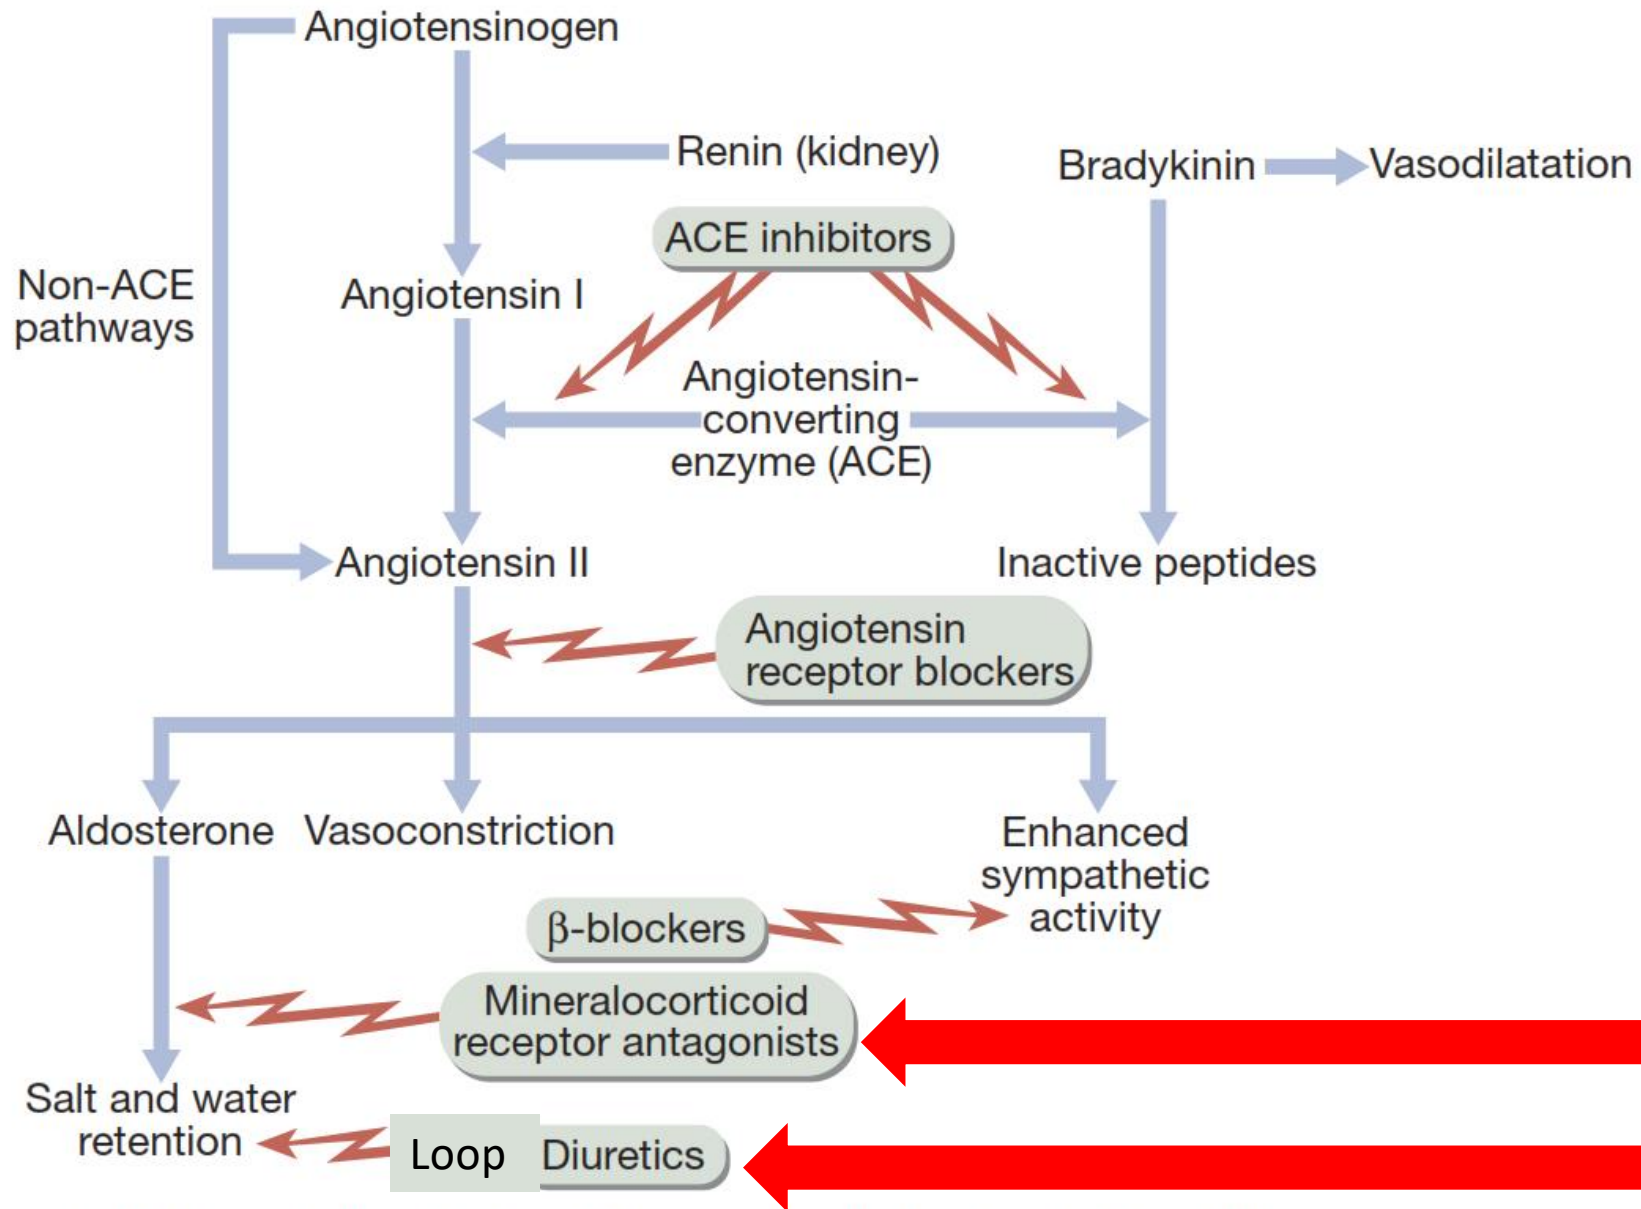 Angiotensinogen
Renin (kidney)
Bradykinin
Vasodilatation
ACE inhibitors
Non-ACE
pathways
Angiotensin I
Angiotensin-
converting
enzyme (ACE)
Angiotensin II
Inactive peptides
Angiotensin
receptor blockers
Aldosterone
Vasoconstriction
Enhanced
sympathetic
activity
β-blockers
Mineralocorticoid
receptor antagonists
Salt and water
retention
Loop Diuretics